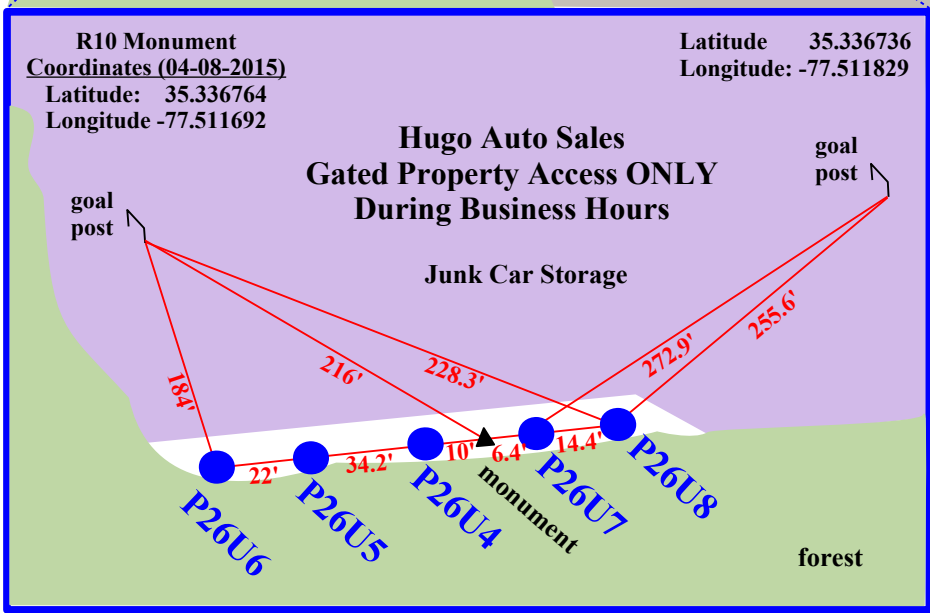 R10 Monument
Coordinates (04-08-2015)
Latitude: 35.336764
Longitude -77.511692
Latitude 35.336736
Longitude: -77.511829
Hugo Auto Sales
Gated Property Access ONLY
During Business Hours
goal
post
goal
post
Junk Car Storage
184'
216'
228.3'
272.9'
255.6'
22'
34.2'
10'
6.4'
14.4'
P26U6
P26U5
P26U4
monument
P26U7
P26U8
forest